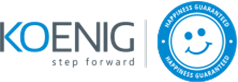 KOENIG
step forward
HAPPINESS GUARANTEED
HAPPINESS GUARANTEED